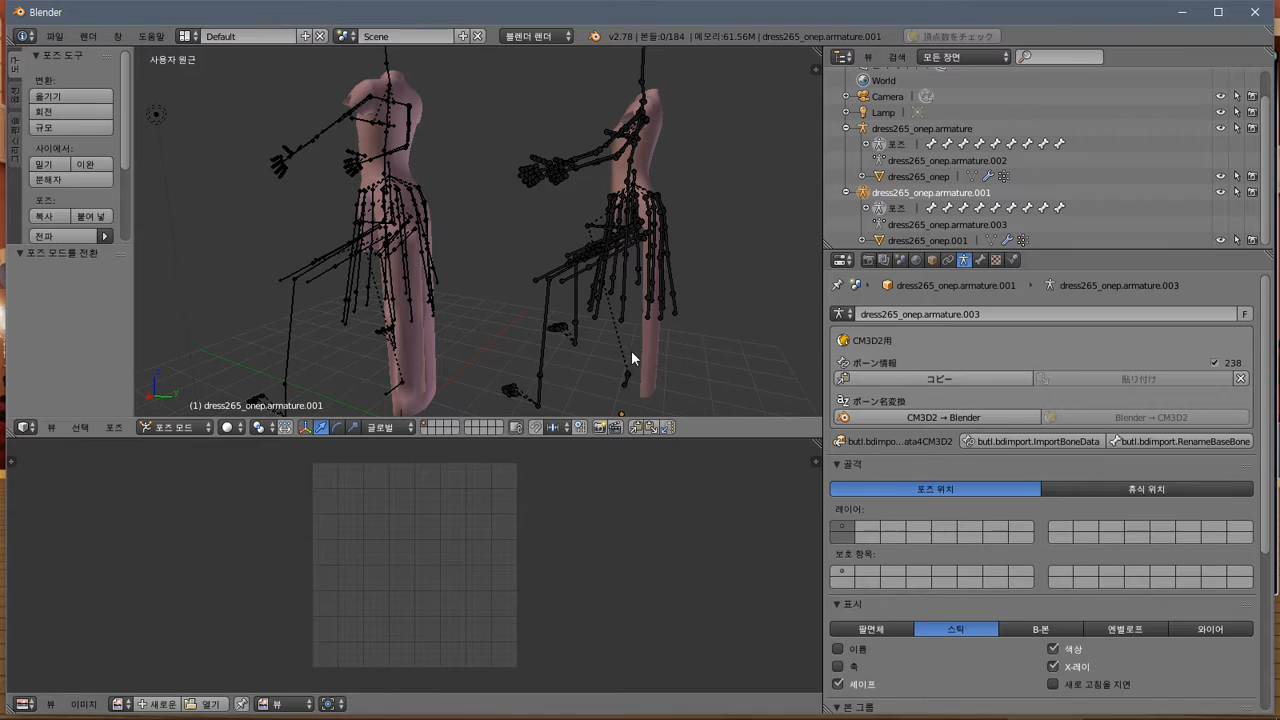 Blender
파일 렌더 창 도움말 Default Scene 블렌더 렌더 v2.78 | 본들:0/184 | 메모리:61.56M | dress265_onep.armature.001 頂点数をチェック
포즈 도구
변환:
옮기기
회전
규모
사이에서:
밀기 이완
문해자
포즈:
복사 붙여 넣
전파
포즈 모드를 전환
사용자 원근
(1) dress265_onep.armature.001
뷰 선택 포즈 포즈 모드 글로벌
뷰 이미지 새로운 열기 뷰
뷰 검색 모든 장면
World
Camera
Lamp
dress265_onep.armature
포즈
dress265_onep.armature.002
dress265_onep
dress265_onep.armature.001
포즈
dress265_onep.armature.003
dress265_onep.001
dress265_onep.armature.001 dress265_onep.armature.003
dress265_onep.armature.003 F
CM3D2用
ボーン情報 238
コピー 貼り付け
ボーン名変換
CM3D2 → Blender Blender → CM3D2
butl.bdimpo...ata4CM3D2 butl.bdimport.ImportBoneData butl.bdimport.RenameBaseBone
골격
포즈 위치 휴식 위치
레이어:
보호 항목:
표시
팔면체 스틱 B-본 엔벨로프 와이어
이름 색상
축 X-레이
셰이프 새로 고침을 지연
본 그룹